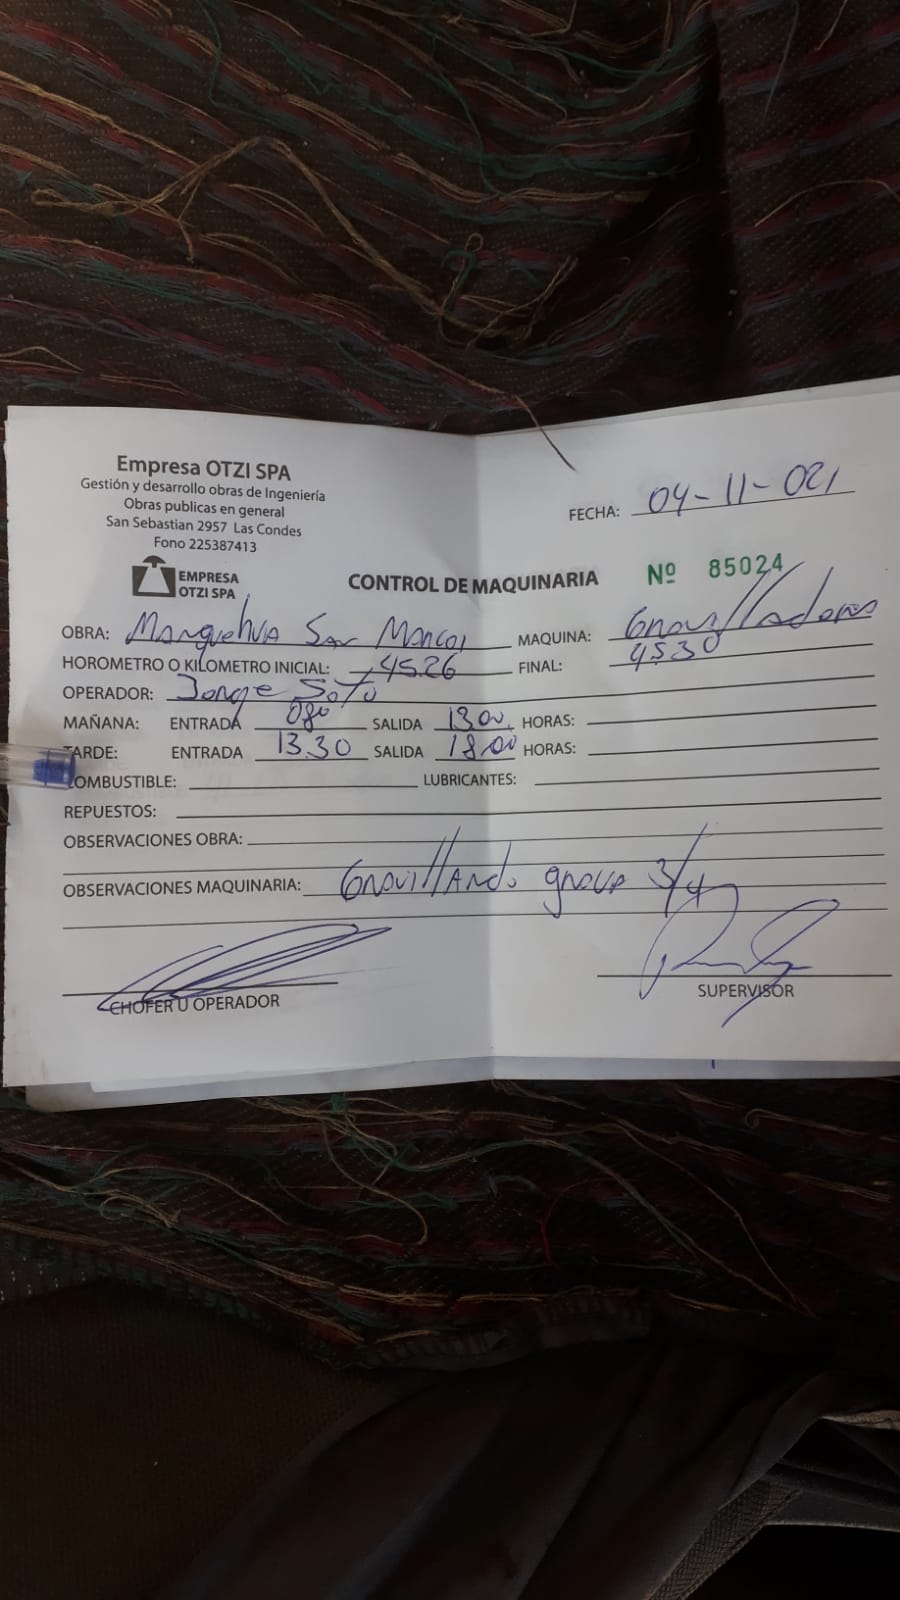 Empresa OTZI SPA
Gestión y desarrollo obras de Ingeniería
Obras publicas en general
San Sebastian 2957 Las Condes
Fono 225387413
EMPRESA
OTZI SPA
FECHA: 04-11-021
CONTROL DE MAQUINARIA Nº 85024
OBRA: Manquehua San Marcos MAQUINA: Gravilladora
HOROMETRO O KILOMETRO INICIAL: 4526 FINAL: 4530
OPERADOR: Jorge Soto
MAÑANA: ENTRADA 080 SALIDA 13.00 HORAS:
TARDE: ENTRADA 13.30 SALIDA 18.00 HORAS:
COMBUSTIBLE: LUBRICANTES:
REPUESTOS:
OBSERVACIONES OBRA:
OBSERVACIONES MAQUINARIA: Gravillando grava 3/4
CHOFER U OPERADOR
SUPERVISOR